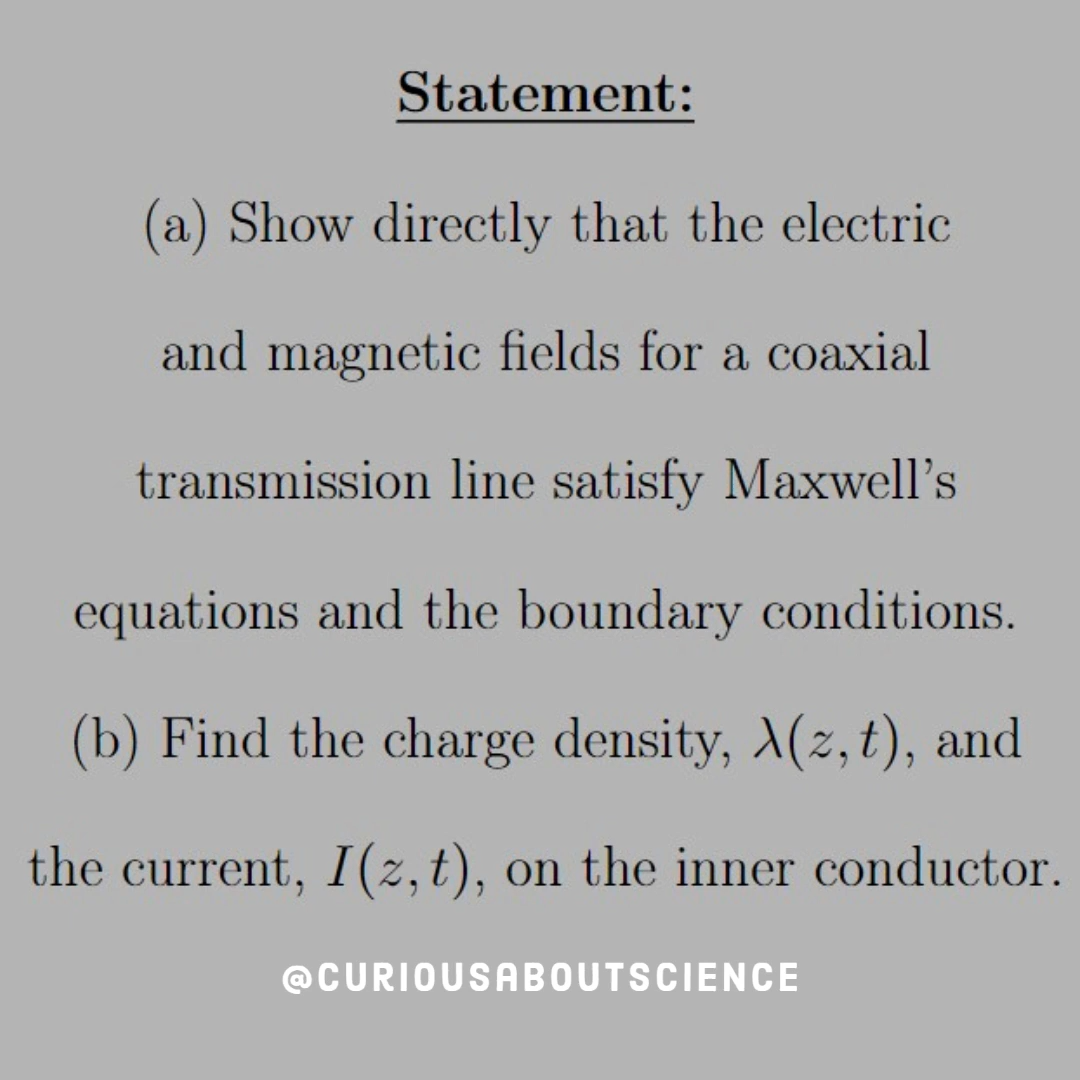 Statement:
(a) Show directly that the electric
and magnetic fields for a coaxial
transmission line satisfy Maxwell's
equations and the boundary conditions.
(b) Find the charge density, λ(z, t), and
the current, I(z, t), on the inner conductor.
@CURIOUSABOUTSCIENCE